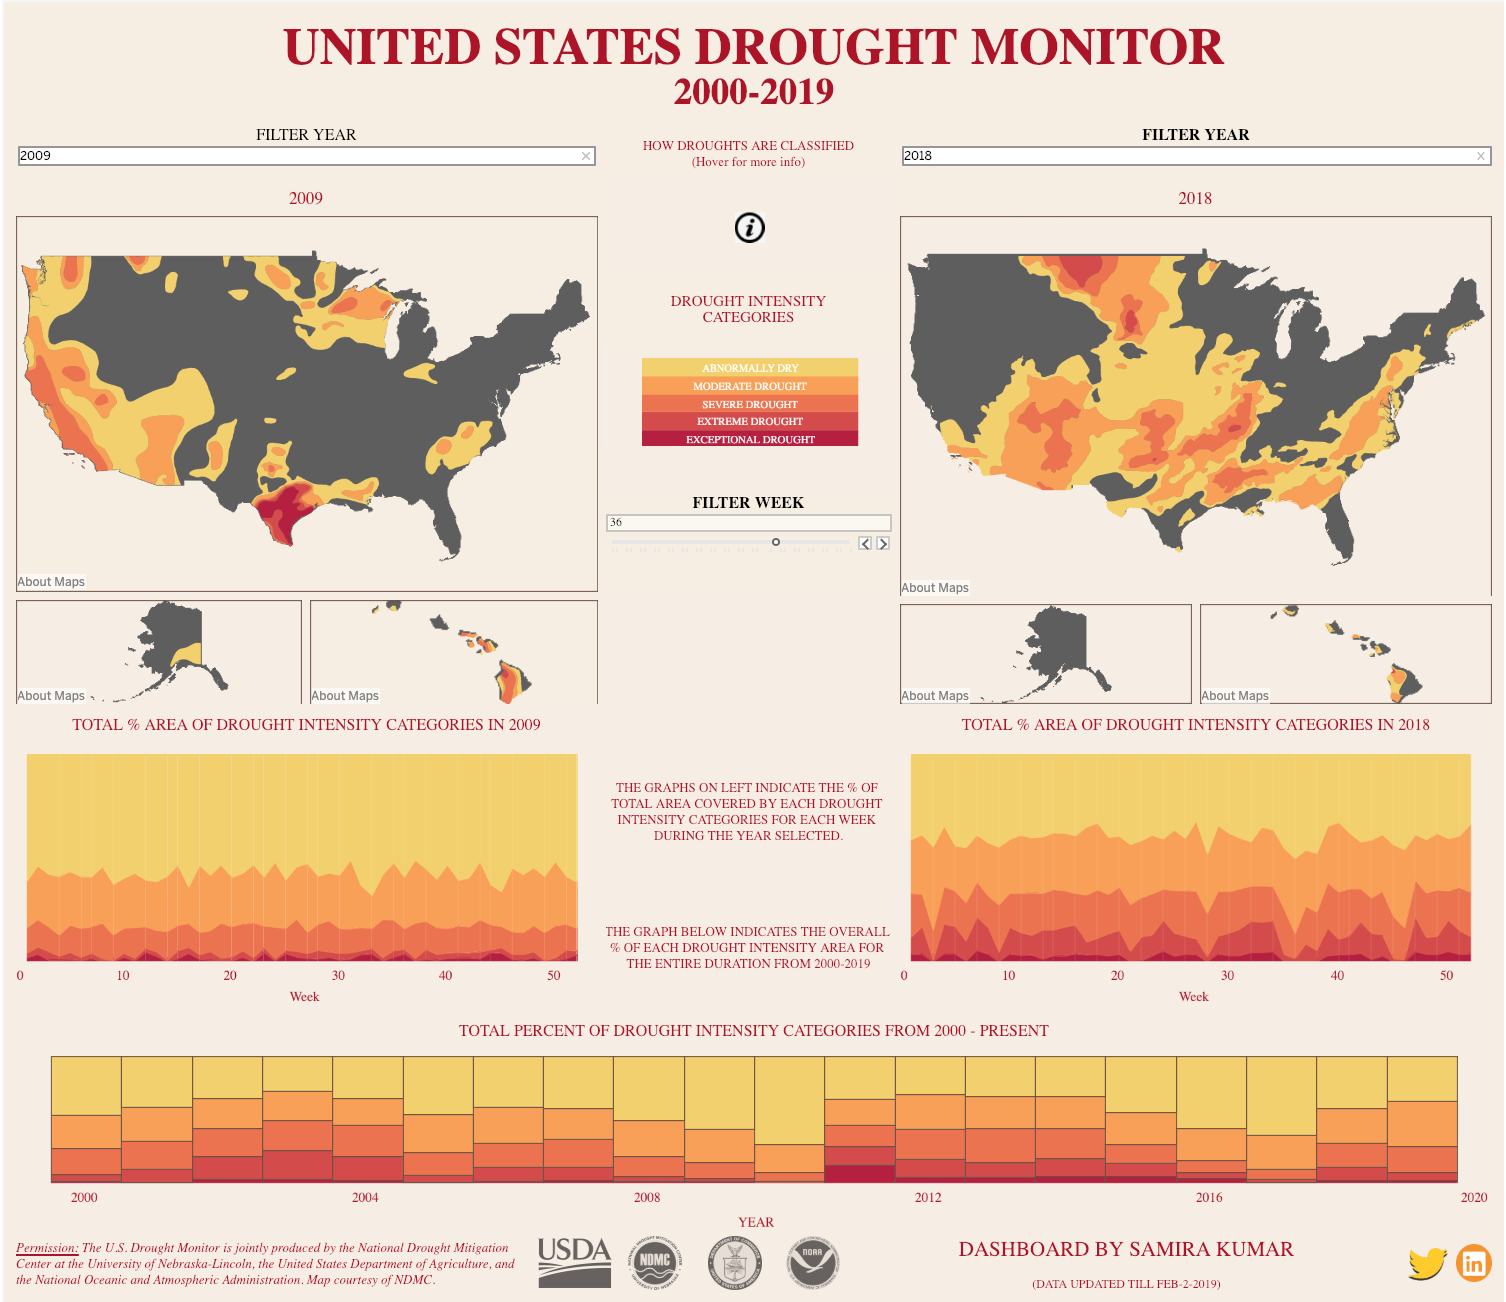 UNITED STATES DROUGHT MONITOR
2000-2019
FILTER YEAR
2009
HOW DROUGHTS ARE CLASSIFIED
(Hover for more info)
FILTER YEAR
2018
2009
2018
DROUGHT INTENSITY
CATEGORIES
ABNORMALLY DRY
MODERATE DROUGHT
SEVERE DROUGHT
EXTREME DROUGHT
EXCEPTIONAL DROUGHT
FILTER WEEK
36
About Maps
About Maps
About Maps
About Maps
About Maps
About Maps
TOTAL % AREA OF DROUGHT INTENSITY CATEGORIES IN 2009
TOTAL % AREA OF DROUGHT INTENSITY CATEGORIES IN 2018
THE GRAPHS ON LEFT INDICATE THE % OF
TOTAL AREA COVERED BY EACH DROUGHT
INTENSITY CATEGORIES FOR EACH WEEK
DURING THE YEAR SELECTED.
THE GRAPH BELOW INDICATES THE OVERALL
% OF EACH DROUGHT INTENSITY AREA FOR
THE ENTIRE DURATION FROM 2000-2019
0 10 20 30 40 50
Week
0 10 20 30 40 50
Week
TOTAL PERCENT OF DROUGHT INTENSITY CATEGORIES FROM 2000 - PRESENT
2000 2004 2008 2012 2016 2020
YEAR
Permission: The U.S. Drought Monitor is jointly produced by the National Drought Mitigation
Center at the University of Nebraska-Lincoln, the United States Department of Agriculture, and
the National Oceanic and Atmospheric Administration. Map courtesy of NDMC.
USDA
NDMC
NOAA
DASHBOARD BY SAMIRA KUMAR
(DATA UPDATED TILL FEB-2-2019)
in